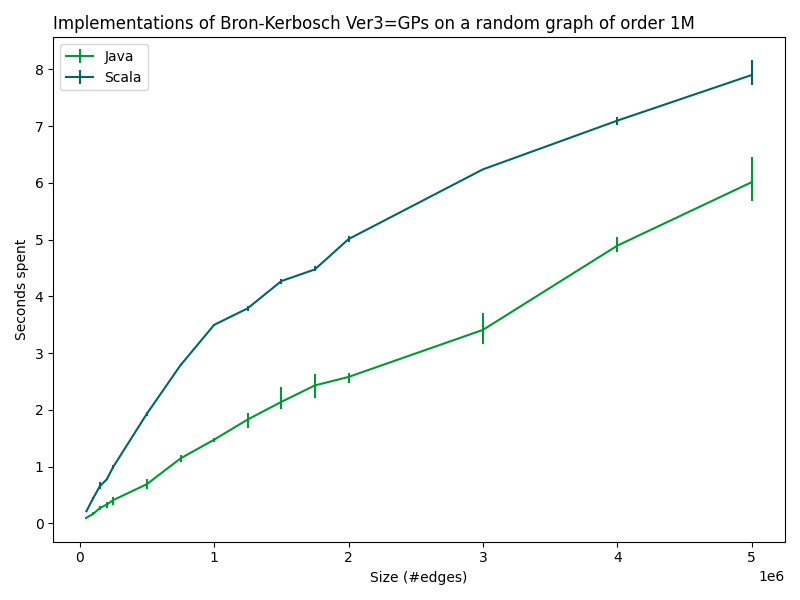 Implementations of Bron-Kerbosch Ver3=GPs on a random graph of order 1M
Java
Scala
Seconds spent
8
7
6
5
4
3
2
1
0
0 1 2 3 4 5
1e6
Size (#edges)